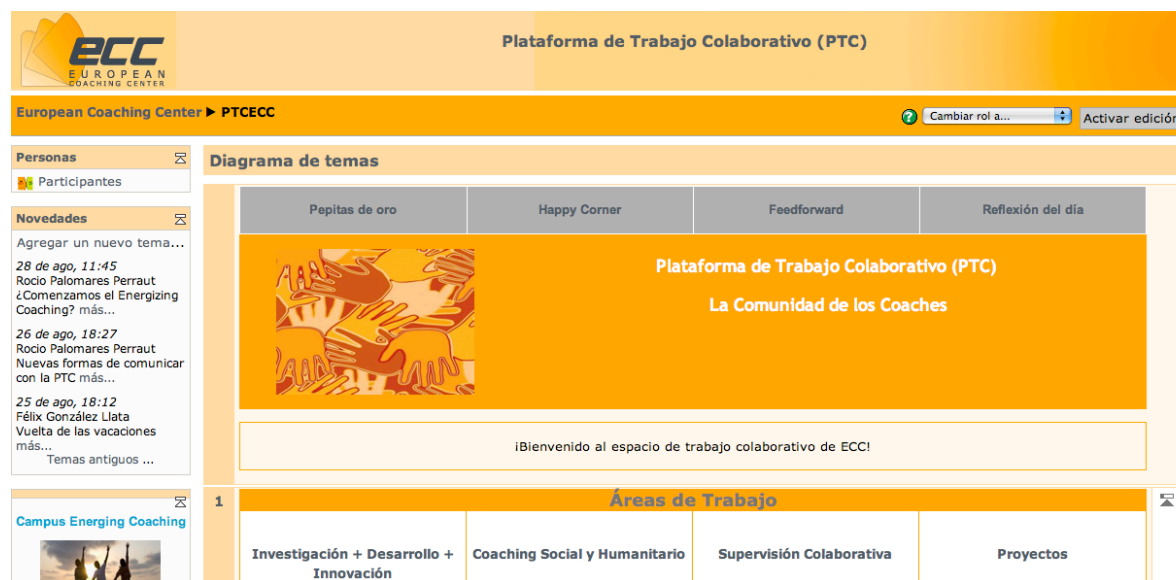 ecc
EUROPEAN
COACHING CENTER
Plataforma de Trabajo Colaborativo (PTC)
European Coaching Center ► PTCECC
Cambiar rol a...
Activar edición
Personas
Participantes
Novedades
Agregar un nuevo tema...
28 de ago, 11:45
Rocio Palomares Perraut
¿Comenzamos el Energizing
Coaching? más...
26 de ago, 18:27
Rocio Palomares Perraut
Nuevas formas de comunicar
con la PTC más...
25 de ago, 18:12
Félix González Llata
Vuelta de las vacaciones
más...
Temas antiguos ...
Campus Energing Coaching
Diagrama de temas
Pepitas de oro
Happy Corner
Feedforward
Reflexión del día
Plataforma de Trabajo Colaborativo (PTC)
La Comunidad de los Coaches
¡Bienvenido al espacio de trabajo colaborativo de ECC!
1
Áreas de Trabajo
Investigación + Desarrollo +
Innovación
Coaching Social y Humanitario
Supervisión Colaborativa
Proyectos